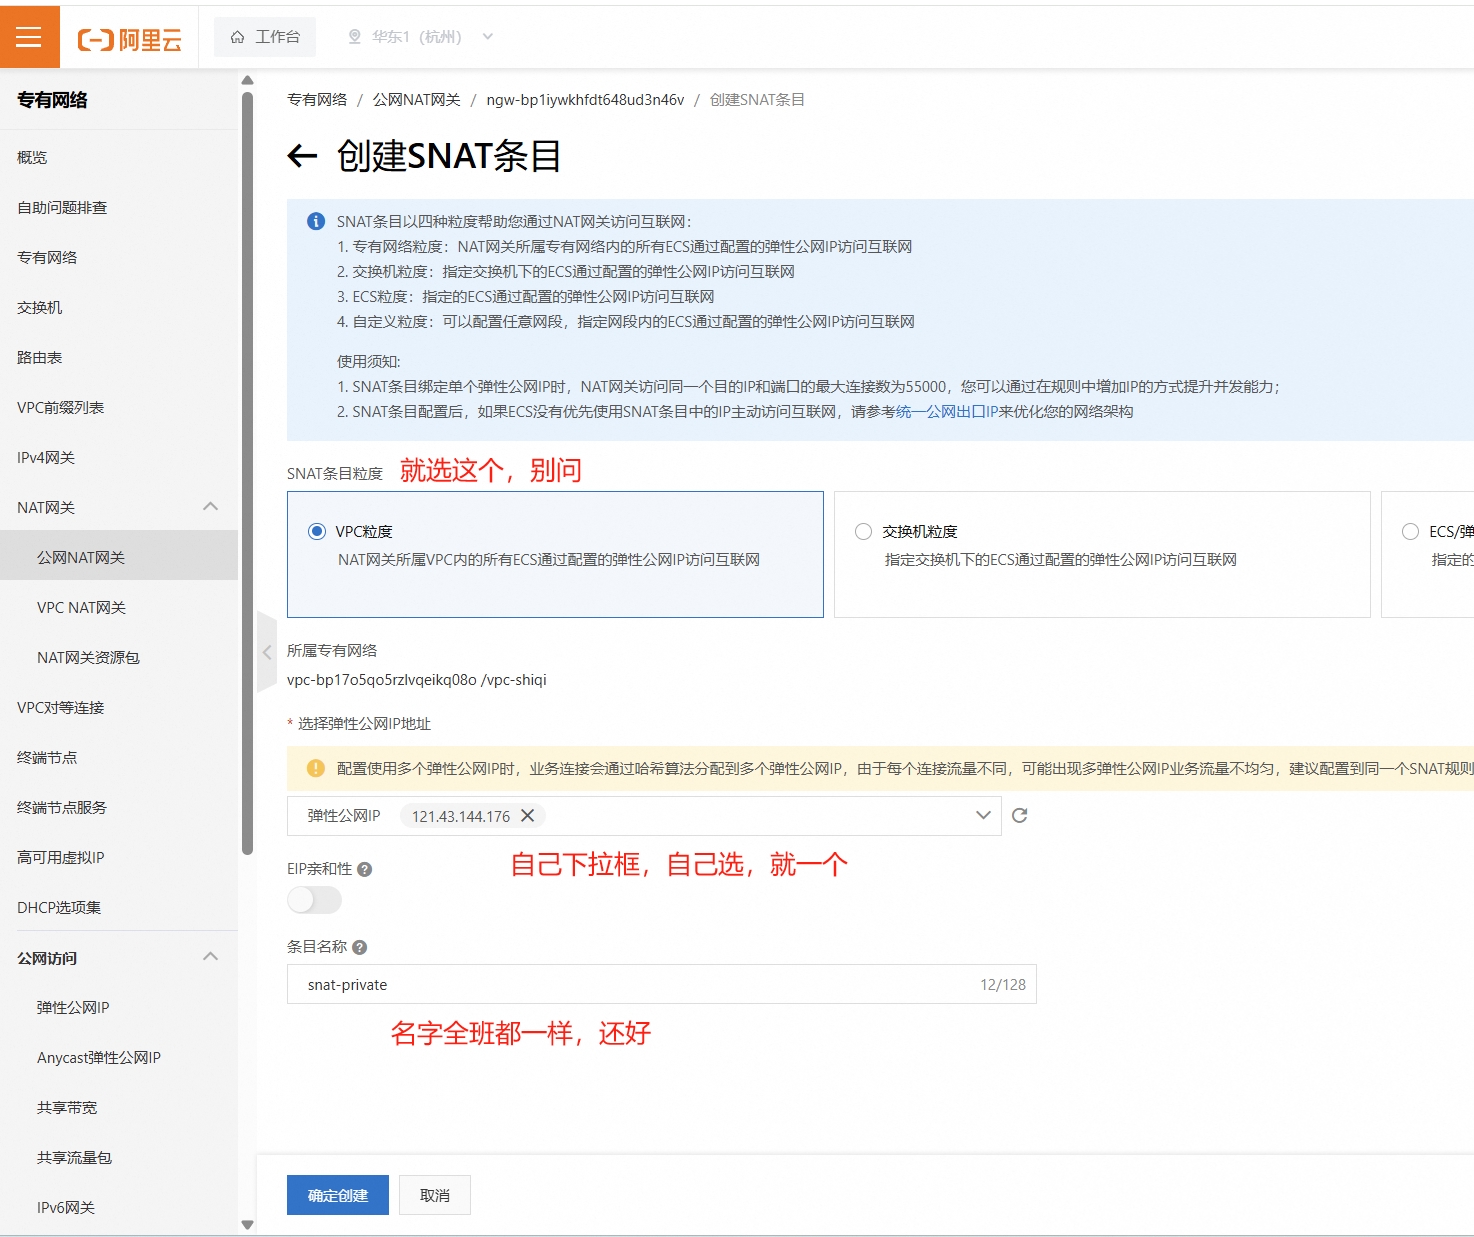 阿里云
工作台
华东1（杭州）
专有网络
概览
自助问题排查
专有网络
交换机
路由表
VPC前缀列表
IPv4网关
NAT网关
公网NAT网关
VPC NAT网关
NAT网关资源包
VPC对等连接
终端节点
终端节点服务
高可用虚拟IP
DHCP选项集
公网访问
弹性公网IP
Anycast弹性公网IP
共享带宽
共享流量包
IPv6网关
专有网络 / 公网NAT网关 / ngw-bp1iywkhfdt648ud3n46v / 创建SNAT条目
创建SNAT条目
SNAT条目以四种粒度帮助您通过NAT网关访问互联网：
1. 专有网络粒度：NAT网关所属专有网络内的所有ECS通过配置的弹性公网IP访问互联网
2. 交换机粒度：指定交换机下的ECS通过配置的弹性公网IP访问互联网
3. ECS粒度：指定的ECS通过配置的弹性公网IP访问互联网
4. 自定义粒度：可以配置任意网段，指定网段内的ECS通过配置的弹性公网IP访问互联网
使用须知:
1. SNAT条目绑定单个弹性公网IP时，NAT网关访问同一个目的IP和端口的最大连接数为55000，您可以通过在规则中增加IP的方式提升并发能力；
2. SNAT条目配置后，如果ECS没有优先使用SNAT条目中的IP主动访问互联网，请参考统一公网出口IP来优化您的网络架构
SNAT条目粒度 就选这个，别问
VPC粒度
NAT网关所属VPC内的所有ECS通过配置的弹性公网IP访问互联网
交换机粒度
指定交换机下的ECS通过配置的弹性公网IP访问互联网
ECS/弹
指定的
所属专有网络
vpc-bp17o5qo5rzlvqeikq08o /vpc-shiqi
* 选择弹性公网IP地址
配置使用多个弹性公网IP时，业务连接会通过哈希算法分配到多个弹性公网IP，由于每个连接流量不同，可能出现多弹性公网IP业务流量不均匀，建议配置到同一个SNAT规则
弹性公网IP 121.43.144.176
自己下拉框，自己选，就一个
EIP亲和性
条目名称
snat-private 12/128
名字全班都一样，还好
确定创建 取消